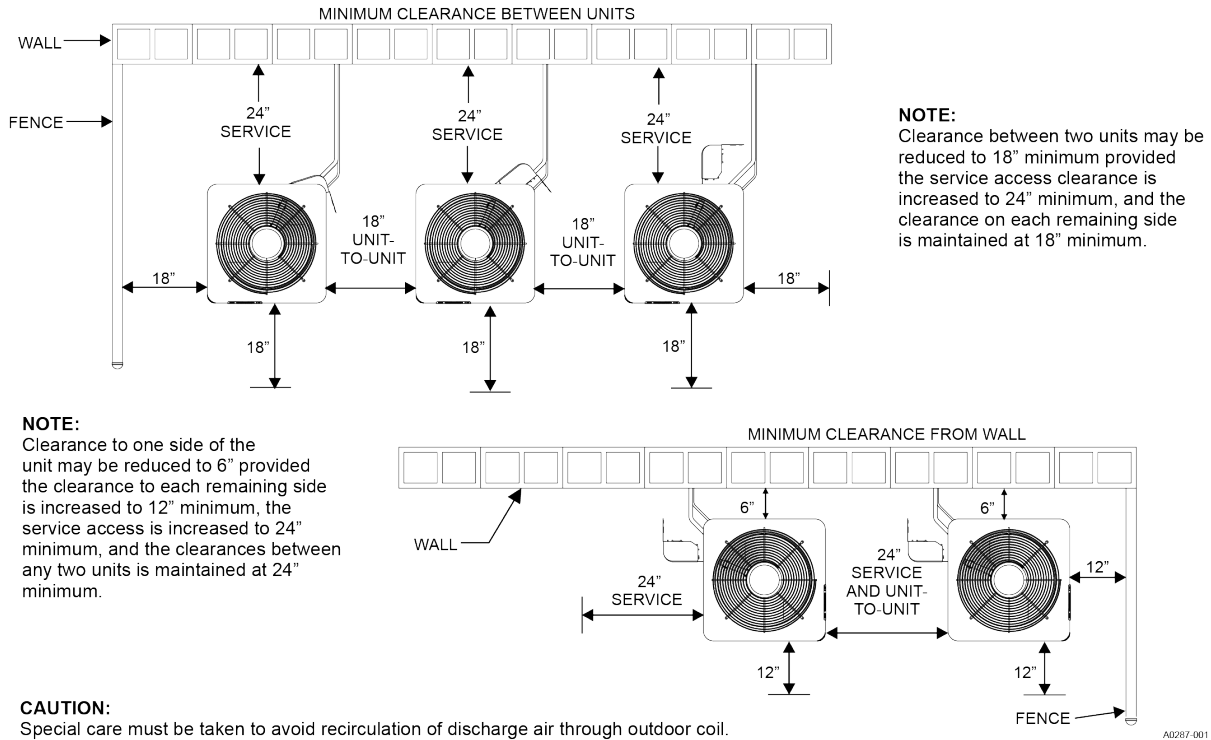 MINIMUM CLEARANCE BETWEEN UNITS
WALL
FENCE
24”
SERVICE
24”
SERVICE
24”
SERVICE
18”
UNIT-
TO-UNIT
18”
UNIT-
TO-UNIT
18”
18”
18”
18”
18”
NOTE:
Clearance between two units may be
reduced to 18” minimum provided
the service access clearance is
increased to 24” minimum, and the
clearance on each remaining side
is maintained at 18” minimum.
NOTE:
Clearance to one side of the
unit may be reduced to 6” provided
the clearance to each remaining side
is increased to 12” minimum, the
service access is increased to 24”
minimum, and the clearances between
any two units is maintained at 24”
minimum.
MINIMUM CLEARANCE FROM WALL
WALL
6”
6”
24”
SERVICE
24”
SERVICE
AND UNIT-
TO-UNIT
12”
12”
12”
FENCE
CAUTION:
Special care must be taken to avoid recirculation of discharge air through outdoor coil.
A0287-001